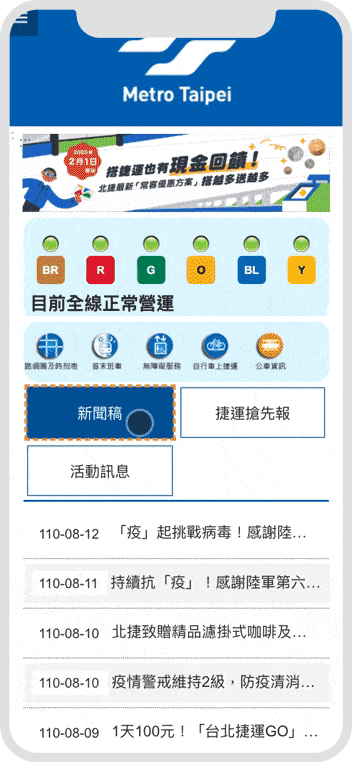 Metro Taipei
2020年
2月1日
開始
搭捷運也有現金回饋！
北捷最新「常客優惠方案」搭越多送越多
BR R G O BL Y
目前全線正常營運
路網圖及時刻表 首末班車 無障礙服務 自行車上捷運 公車資訊
新聞稿 捷運搶先報
活動訊息
110-08-12 「疫」起挑戰病毒！感謝陸…
110-08-11 持續抗「疫」！感謝陸軍第六…
110-08-10 北捷致贈精品濾掛式咖啡及…
110-08-10 疫情警戒維持2級，防疫清消…
110-08-09 1天100元！「台北捷運GO」…